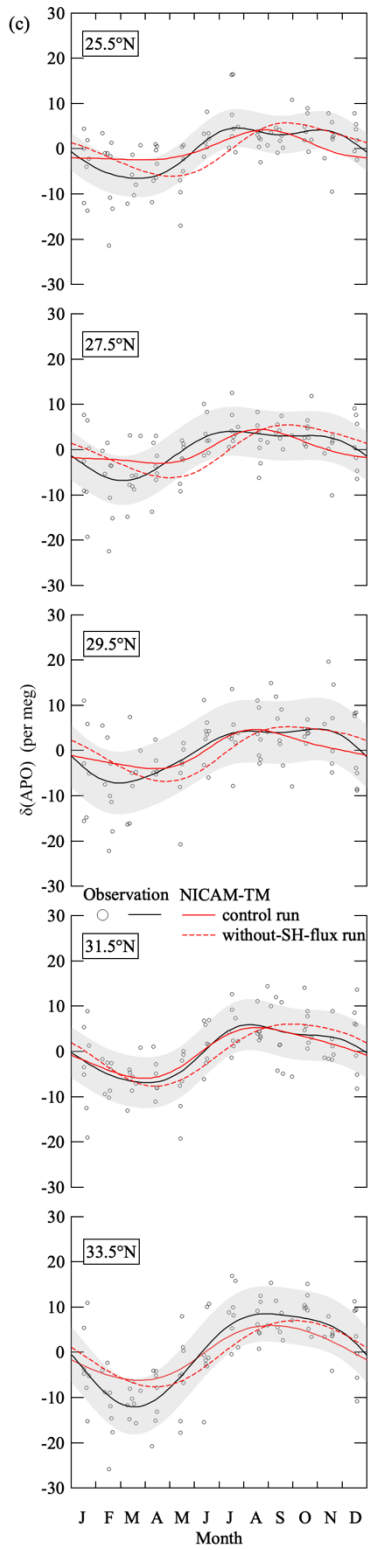 (c)
30
25.5°N
20
10
0
-10
-20
-30
30
27.5°N
20
10
0
-10
-20
-30
30
29.5°N
20
10
0
-10
-20
-30
δ(APO) (per meg)
Observation NICAM-TM
control run
without-SH-flux run
30
31.5°N
20
10
0
-10
-20
-30
30
33.5°N
20
10
0
-10
-20
-30
J F M A M J J A S O N D
Month